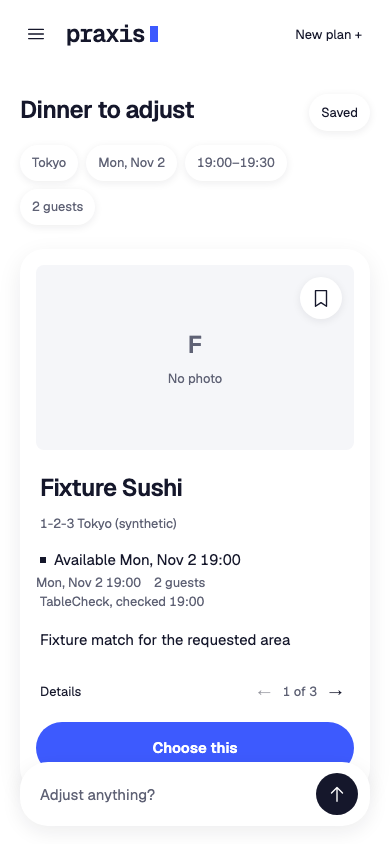 praxis
New plan +
Dinner to adjust
Saved
Tokyo
Mon, Nov 2
19:00–19:30
2 guests
F
No photo
Fixture Sushi
1-2-3 Tokyo (synthetic)
Available Mon, Nov 2 19:00
Mon, Nov 2 19:00 2 guests
TableCheck, checked 19:00
Fixture match for the requested area
Details
← 1 of 3 →
Choose this
Adjust anything?